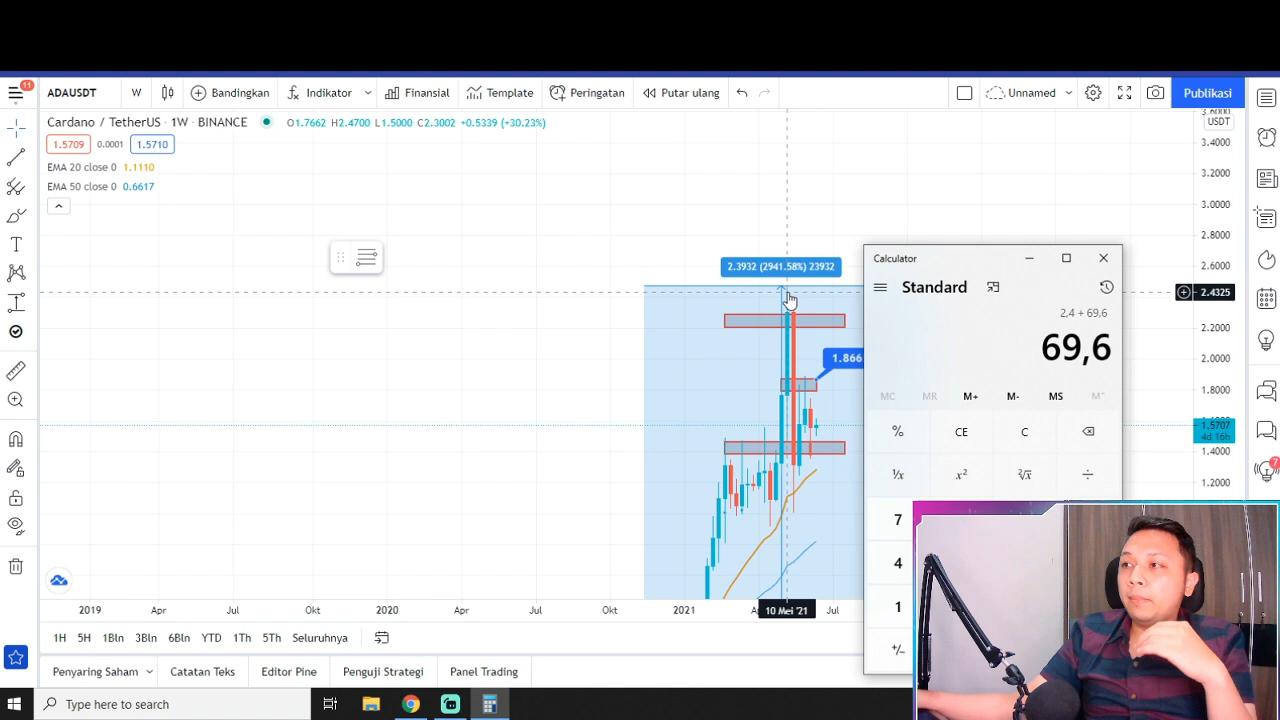 11
ADAUSDT
W
Bandingkan
Indikator
Finansial
Template
Peringatan
Putar ulang
Unnamed
Publikasi
Cardano / TetherUS · 1W · BINANCE
O1.7662 H2.4700 L1.5000 C2.3002 +0.5339 (+30.23%)
USDT
1.5709
0.0001
1.5710
EMA 20 close 0 1.1110
EMA 50 close 0 0.6617
3.4000
3.2000
3.0000
2.8000
2.6000
2.4325
2.2000
2.0000
1.8000
1.5707
4d 16h
1.4000
1.2000
2.3932 (2941.58%) 23932
1.866
Calculator
Standard
2,4 + 69,6
69,6
MC
MR
M+
M-
MS
%
CE
C
¹/x
x²
²√x
÷
7
4
1
+/-
7
2019
Apr
Jul
Okt
2020
Apr
Jul
Okt
2021
10 Mei '21
Jul
1H
5H
1Bln
3Bln
6Bln
YTD
1Th
5Th
Seluruhnya
Penyaring Saham
Catatan Teks
Editor Pine
Penguji Strategi
Panel Trading
Type here to search